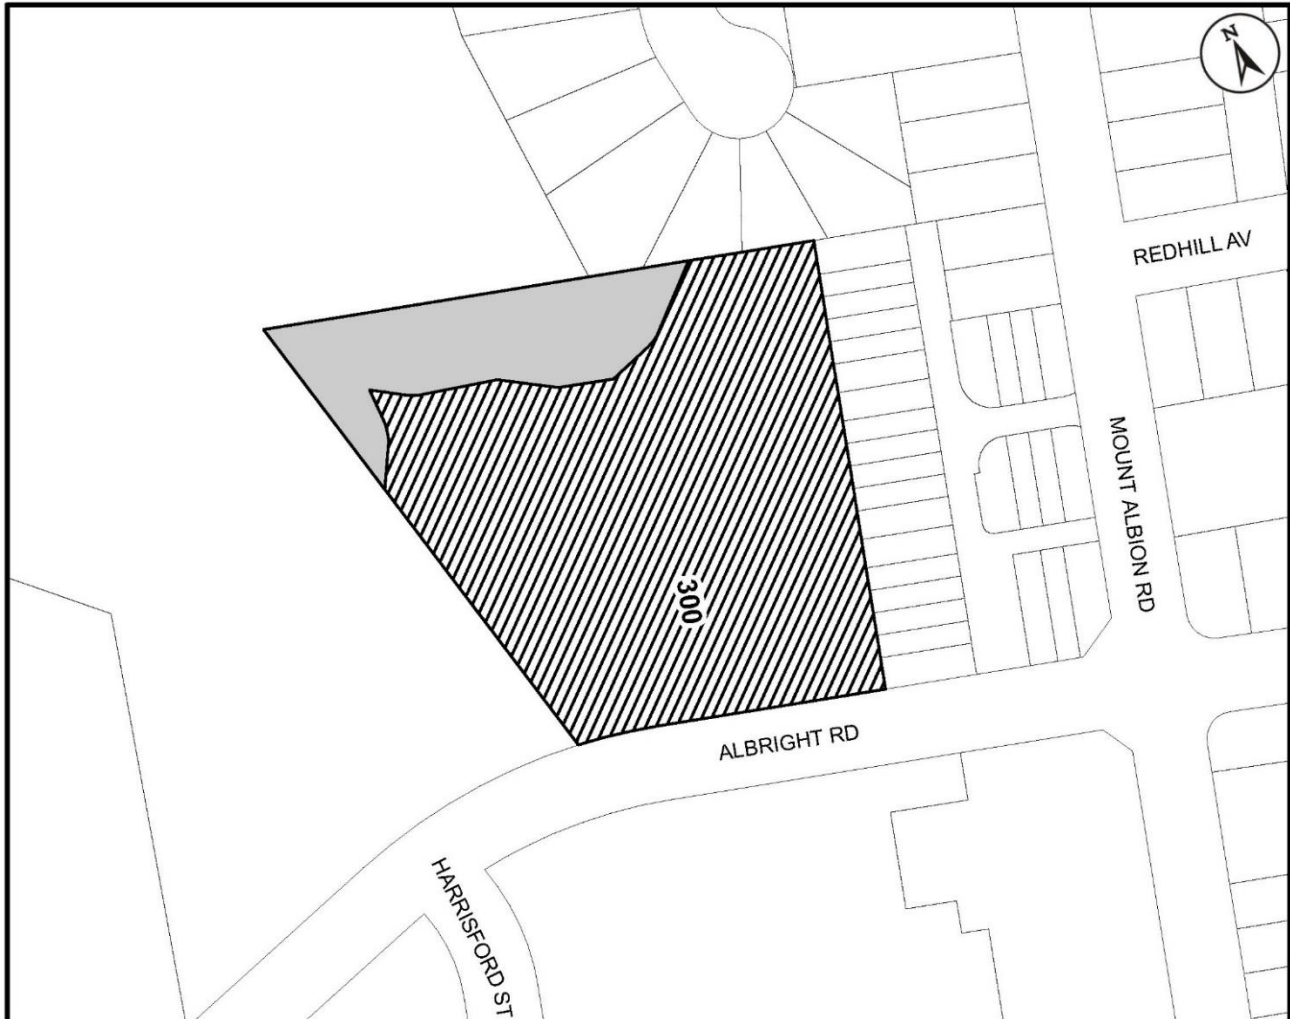 N
REDHILL AV
MOUNT ALBION RD
300
ALBRIGHT RD
HARRISFORD ST